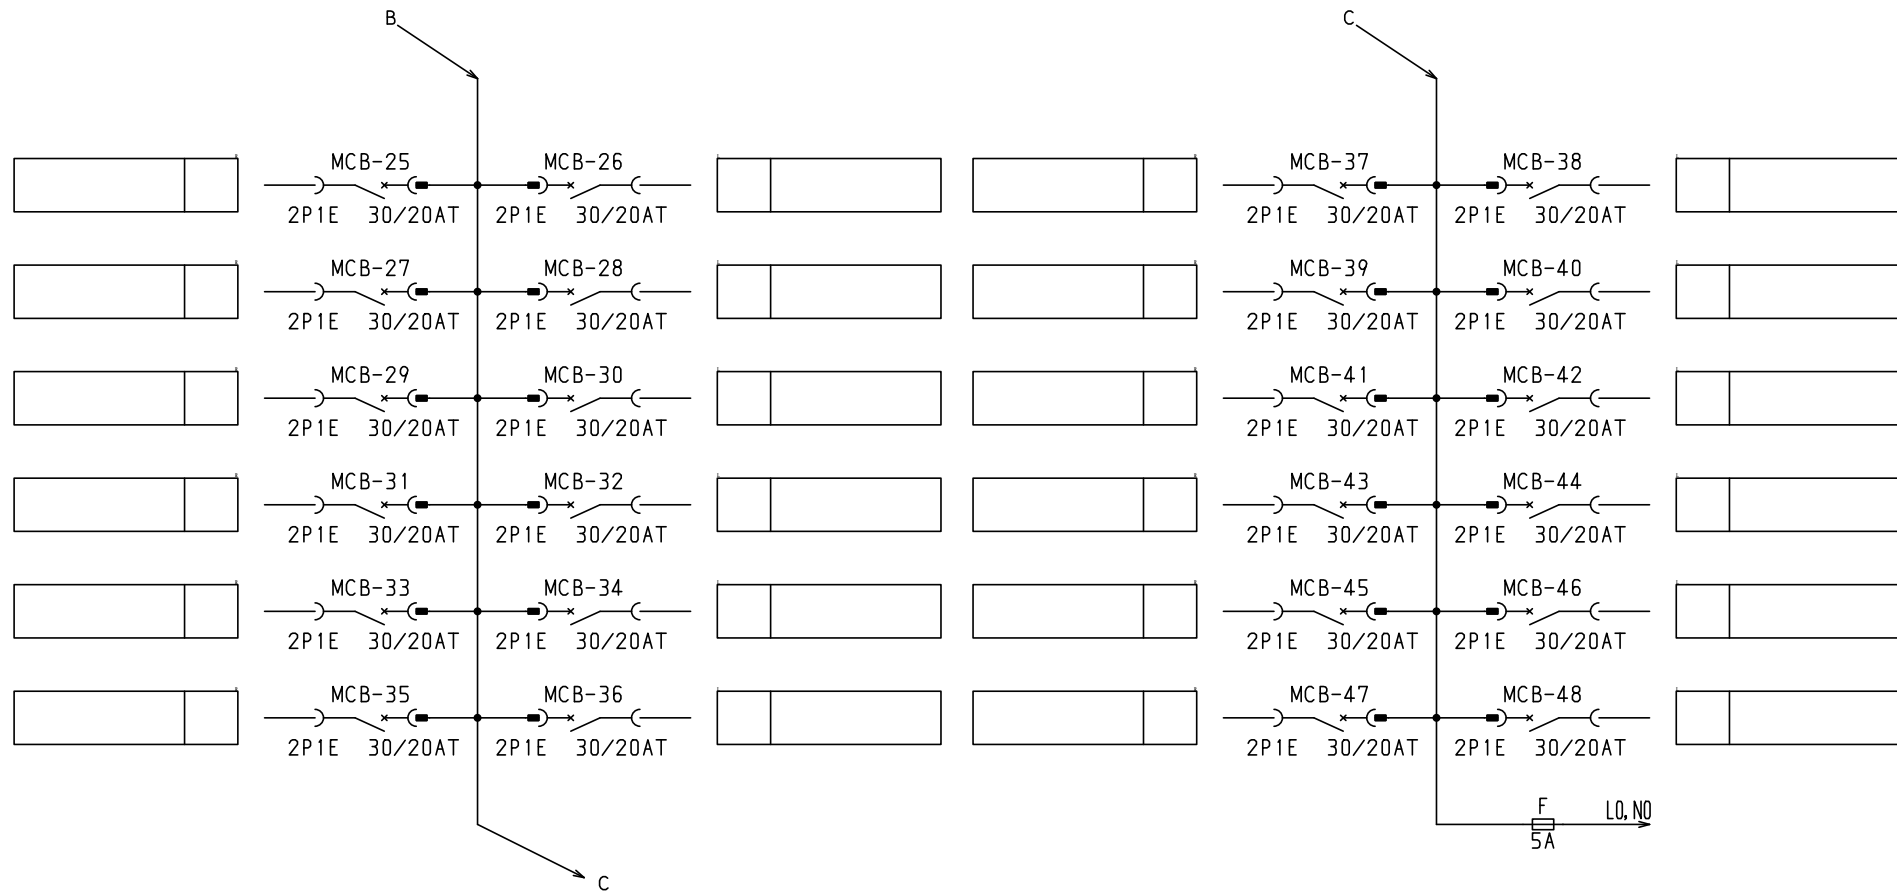 B
C
MCB-25 MCB-26 MCB-37 MCB-38
2P1E 30/20AT 2P1E 30/20AT 2P1E 30/20AT 2P1E 30/20AT
MCB-27 MCB-28 MCB-39 MCB-40
2P1E 30/20AT 2P1E 30/20AT 2P1E 30/20AT 2P1E 30/20AT
MCB-29 MCB-30 MCB-41 MCB-42
2P1E 30/20AT 2P1E 30/20AT 2P1E 30/20AT 2P1E 30/20AT
MCB-31 MCB-32 MCB-43 MCB-44
2P1E 30/20AT 2P1E 30/20AT 2P1E 30/20AT 2P1E 30/20AT
MCB-33 MCB-34 MCB-45 MCB-46
2P1E 30/20AT 2P1E 30/20AT 2P1E 30/20AT 2P1E 30/20AT
MCB-35 MCB-36 MCB-47 MCB-48
2P1E 30/20AT 2P1E 30/20AT 2P1E 30/20AT 2P1E 30/20AT
F L0,N0
5A
C